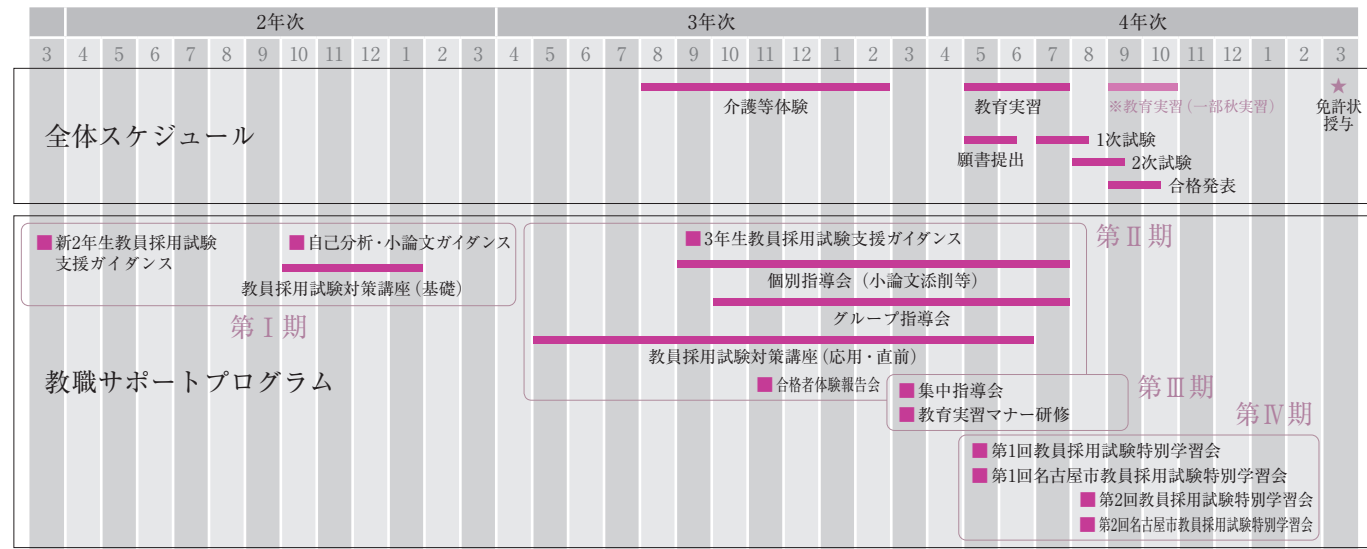 2年次 3年次 4年次
3 4 5 6 7 8 9 10 11 12 1 2 3 4 5 6 7 8 9 10 11 12 1 2 3 4 5 6 7 8 9 10 11 12 1 2 3
全体スケジュール
介護等体験
教育実習
※教育実習(一部秋実習)
★
免許状
授与
願書提出
1次試験
2次試験
合格発表
教職サポートプログラム
■新2年生教員採用試験
支援ガイダンス
■自己分析・小論文ガイダンス
教員採用試験対策講座(基礎)
第Ⅰ期
■3年生教員採用試験支援ガイダンス
第Ⅱ期
個別指導会(小論文添削等)
グループ指導会
教員採用試験対策講座(応用・直前)
■合格者体験報告会
■集中指導会
■教育実習マナー研修
第Ⅲ期
第Ⅳ期
■第1回教員採用試験特別学習会
■第1回名古屋市教員採用試験特別学習会
■第2回教員採用試験特別学習会
■第2回名古屋市教員採用試験特別学習会